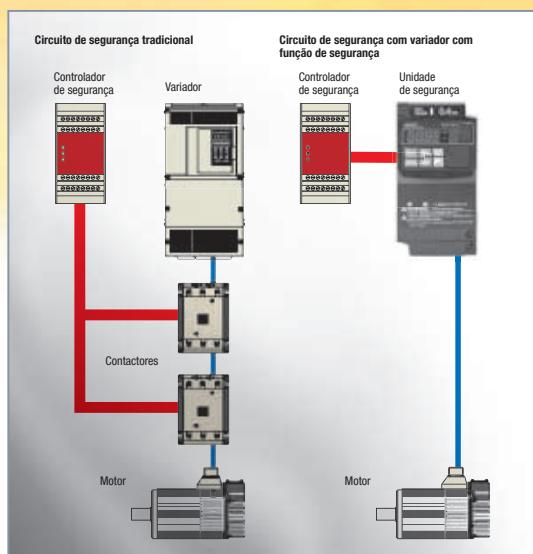 Circuito de segurança tradicional
Circuito de segurança com variador com
função de segurança
Controlador
de segurança
Variador
Controlador
de segurança
Unidade
de segurança
Contactores
Motor
Motor